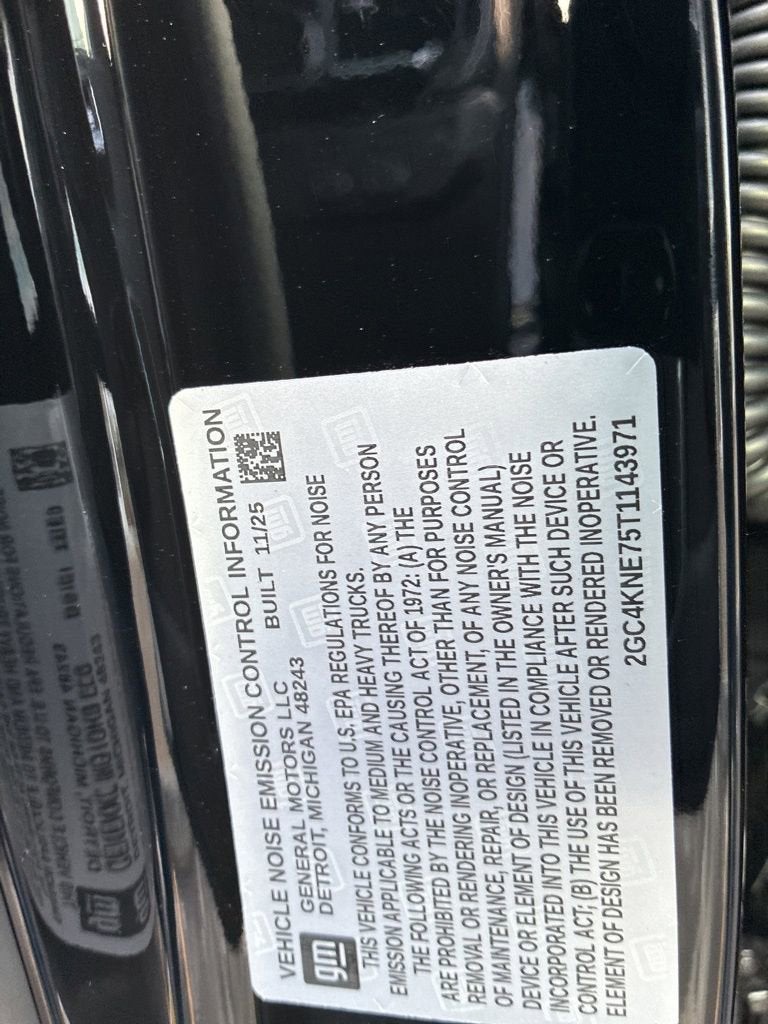 VEHICLE NOISE EMISSION CONTROL INFORMATION
gm
GENERAL MOTORS LLC
BUILT 11/25
DETROIT, MICHIGAN 48243
THIS VEHICLE CONFORMS TO U.S. EPA REGULATIONS FOR NOISE
EMISSION APPLICABLE TO MEDIUM AND HEAVY TRUCKS.
THE FOLLOWING ACTS OR THE CAUSING THEREOF BY ANY PERSON
ARE PROHIBITED BY THE NOISE CONTROL ACT OF 1972: (A) THE
REMOVAL OR RENDERING INOPERATIVE, OTHER THAN FOR PURPOSES
OF MAINTENANCE, REPAIR, OR REPLACEMENT, OF ANY NOISE CONTROL
DEVICE OR ELEMENT OF DESIGN (LISTED IN THE OWNER'S MANUAL)
INCORPORATED INTO THIS VEHICLE IN COMPLIANCE WITH THE NOISE
CONTROL ACT; (B) THE USE OF THIS VEHICLE AFTER SUCH DEVICE OR
ELEMENT OF DESIGN HAS BEEN REMOVED OR RENDERED INOPERATIVE.
2GC4KNE75T1143971